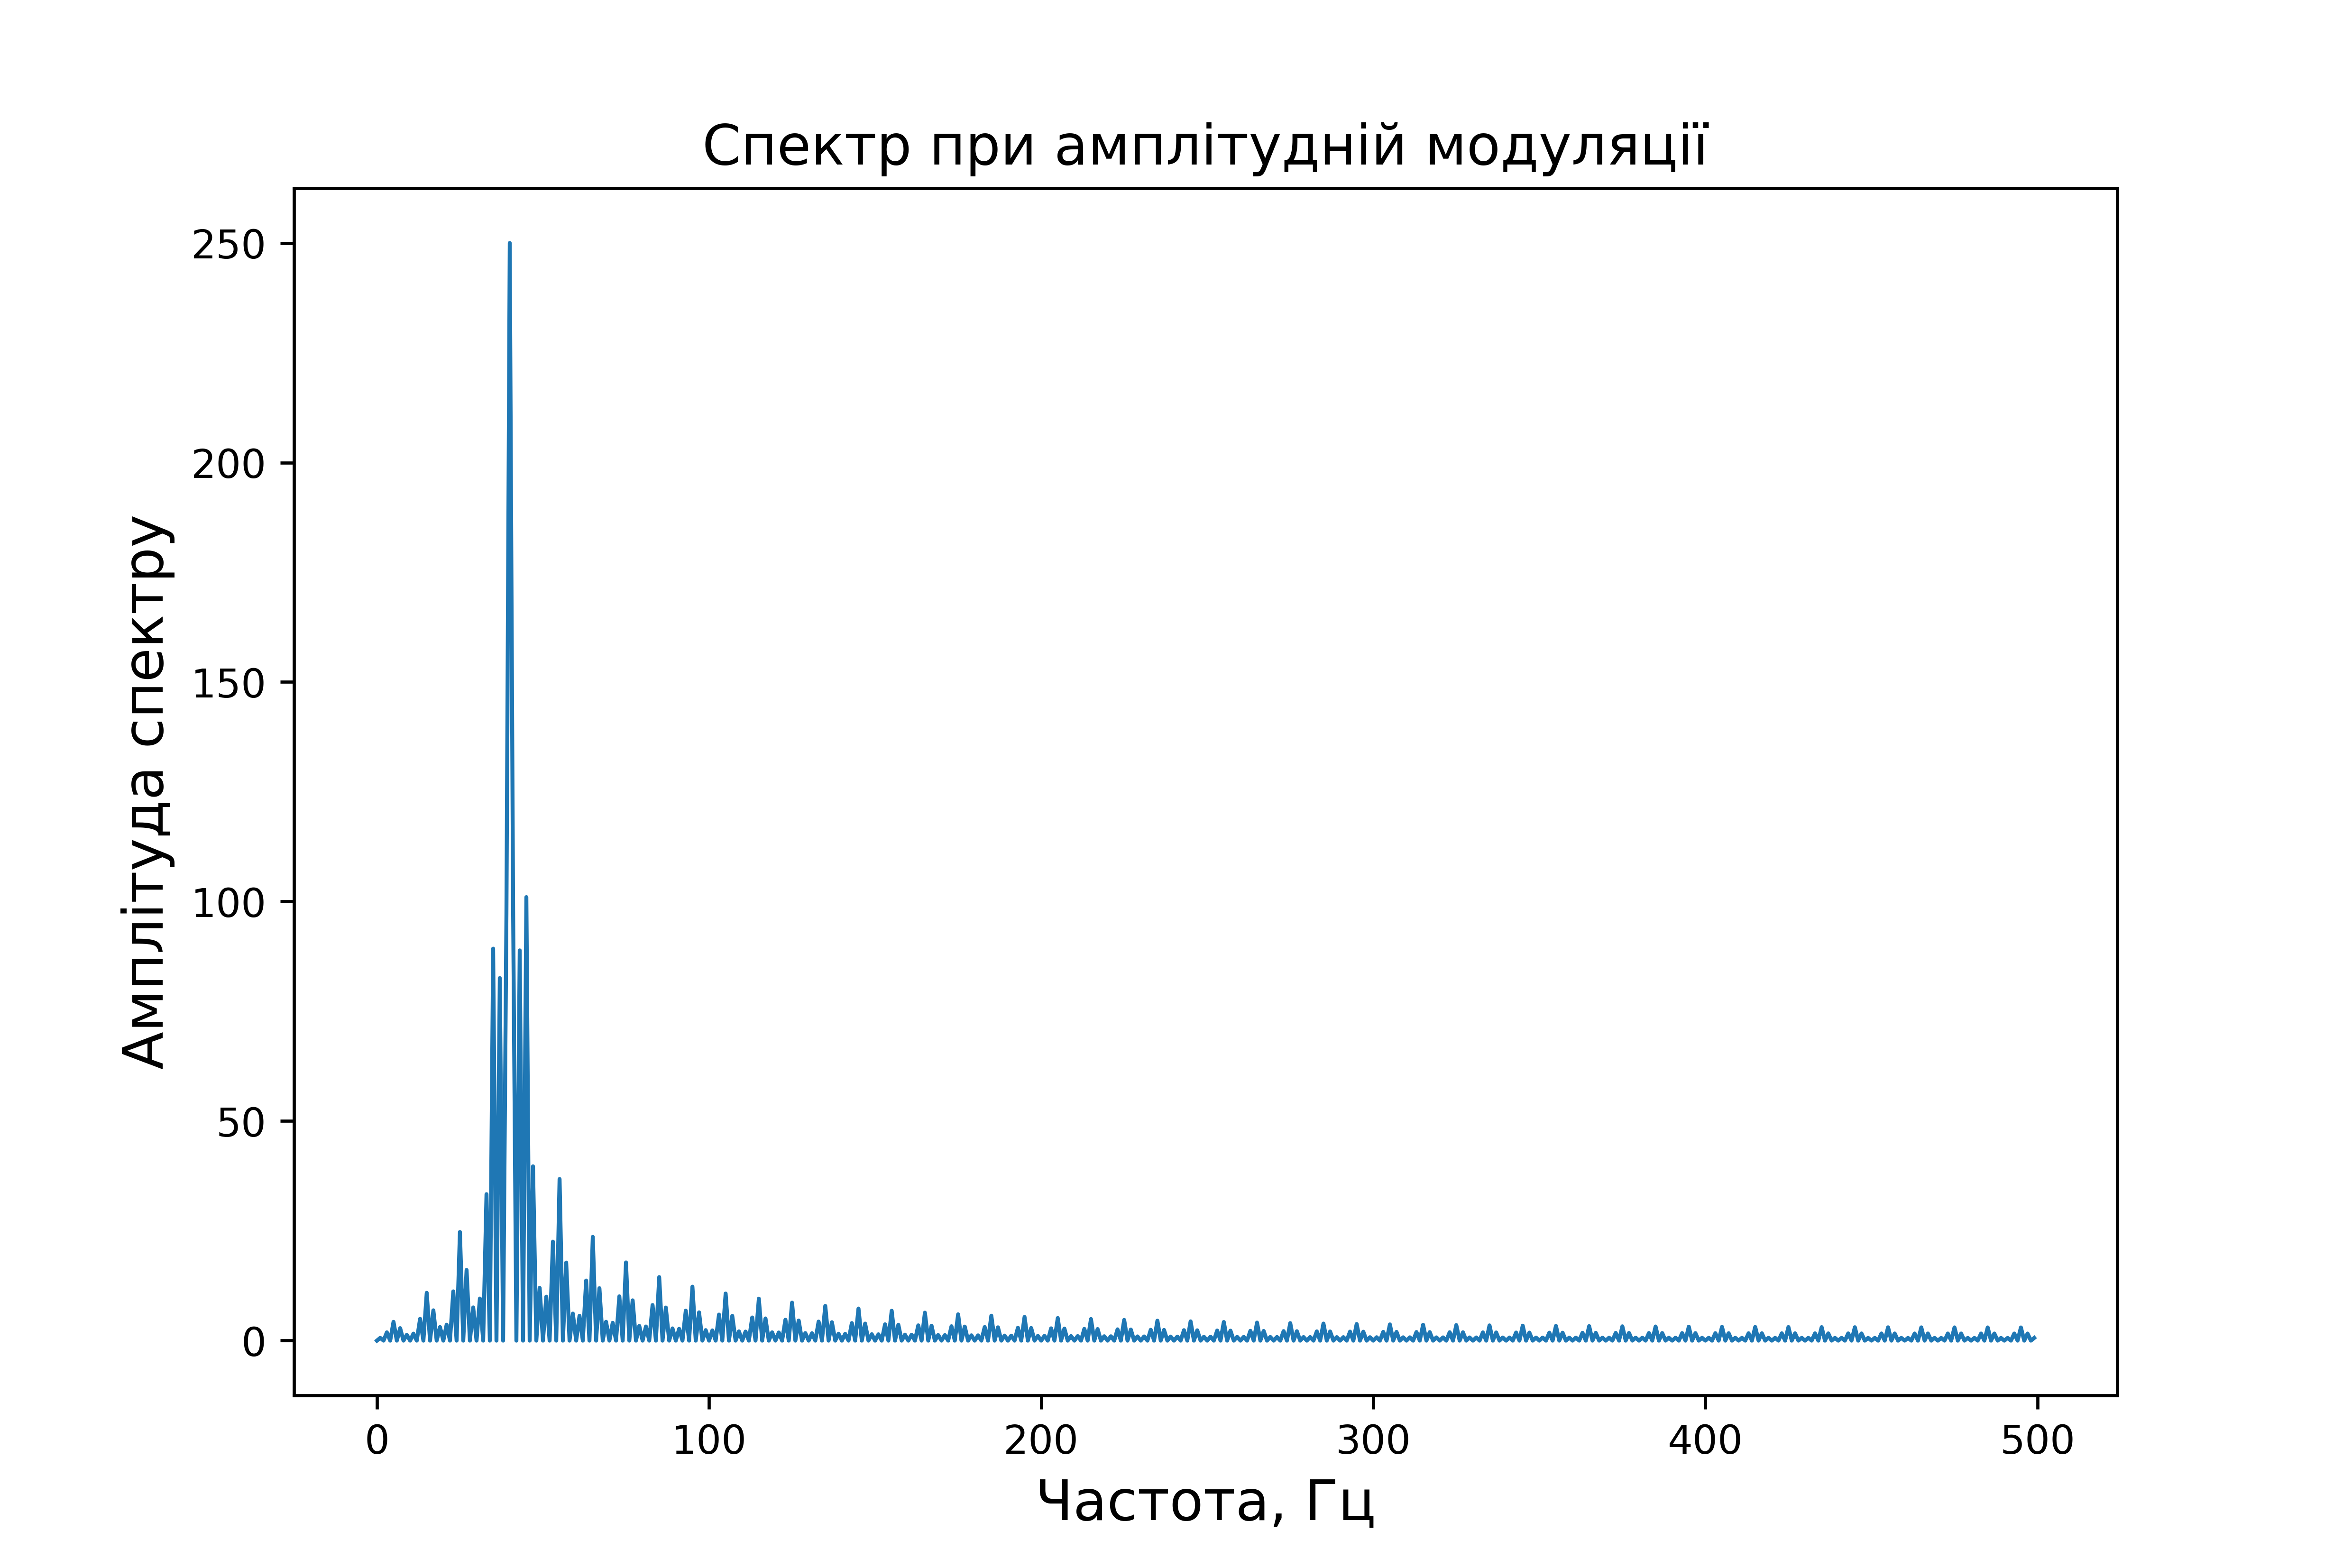 Спектр при амплітудній модуляції
Амплітуда спектру
250
200
150
100
50
0
0 100 200 300 400 500
Частота, Гц